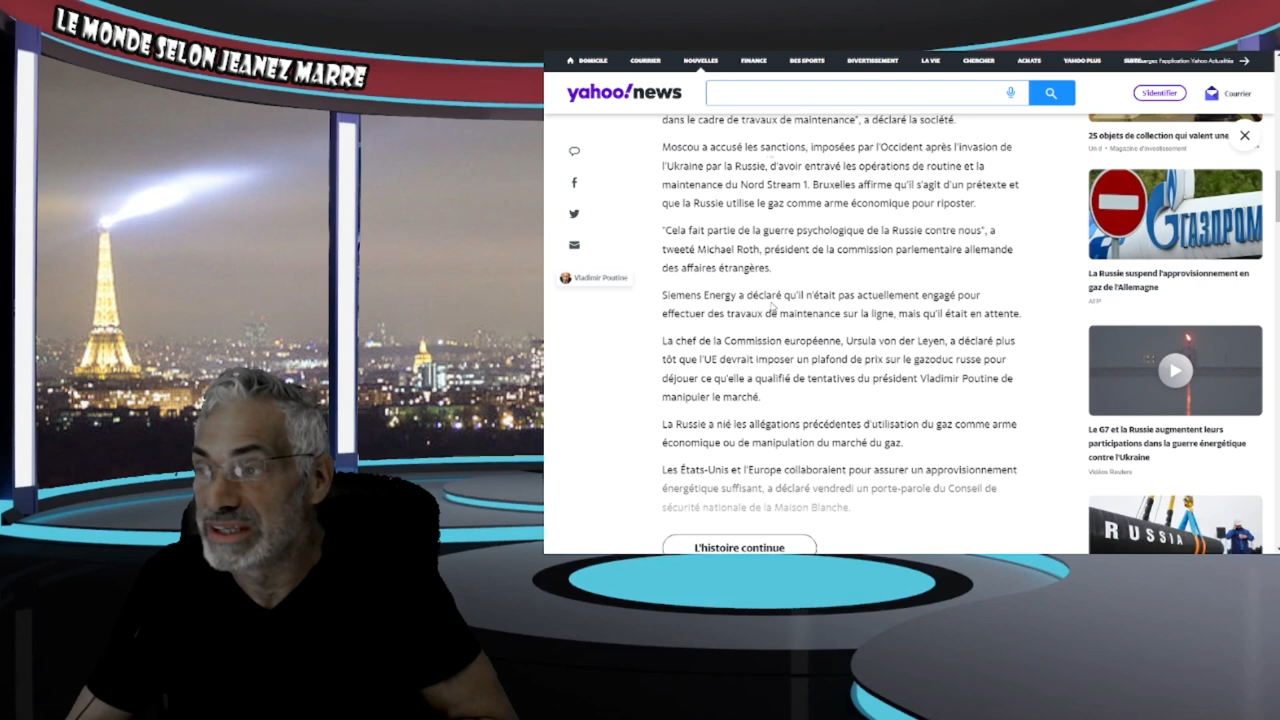 LE MONDE SELON JEANEZ MARRE
DOMICILE COURRIER NOUVELLES FINANCE DES SPORTS DIVERTISSEMENT LA VIE CHERCHER ACHATS YAHOO PLUS l'application Yahoo Actualités
yahoo!news
S'identifier
Courrier
dans le cadre de travaux de maintenance", a déclaré la société.
Moscou a accusé les sanctions, imposées par l'Occident après l'invasion de
l'Ukraine par la Russie, d'avoir entravé les opérations de routine et la
maintenance du Nord Stream 1. Bruxelles affirme qu'il s'agit d'un prétexte et
que la Russie utilise le gaz comme arme économique pour riposter.
"Cela fait partie de la guerre psychologique de la Russie contre nous", a
tweeté Michael Roth, président de la commission parlementaire allemande
des affaires étrangères.
Vladimir Poutine
Siemens Energy a déclaré qu'il n'était pas actuellement engagé pour
effectuer des travaux de maintenance sur la ligne, mais qu'il était en attente.
La chef de la Commission européenne, Ursula von der Leyen, a déclaré plus
tôt que l'UE devrait imposer un plafond de prix sur le gazoduc russe pour
déjouer ce qu'elle a qualifié de tentatives du président Vladimir Poutine de
manipuler le marché.
La Russie a nié les allégations précédentes d'utilisation du gaz comme arme
économique ou de manipulation du marché du gaz.
Les États-Unis et l'Europe collaboraient pour assurer un approvisionnement
énergétique suffisant, a déclaré vendredi un porte-parole du Conseil de
sécurité nationale de la Maison Blanche.
L'histoire continue
25 objets de collection qui valent une
Un d • Magazine d'investissement
ГАЗПРОМ
La Russie suspend l'approvisionnement en
gaz de l'Allemagne
AFP
Le G7 et la Russie augmentent leurs
participations dans la guerre énergétique
contre l'Ukraine
Vidéos Reuters
RUSSIA